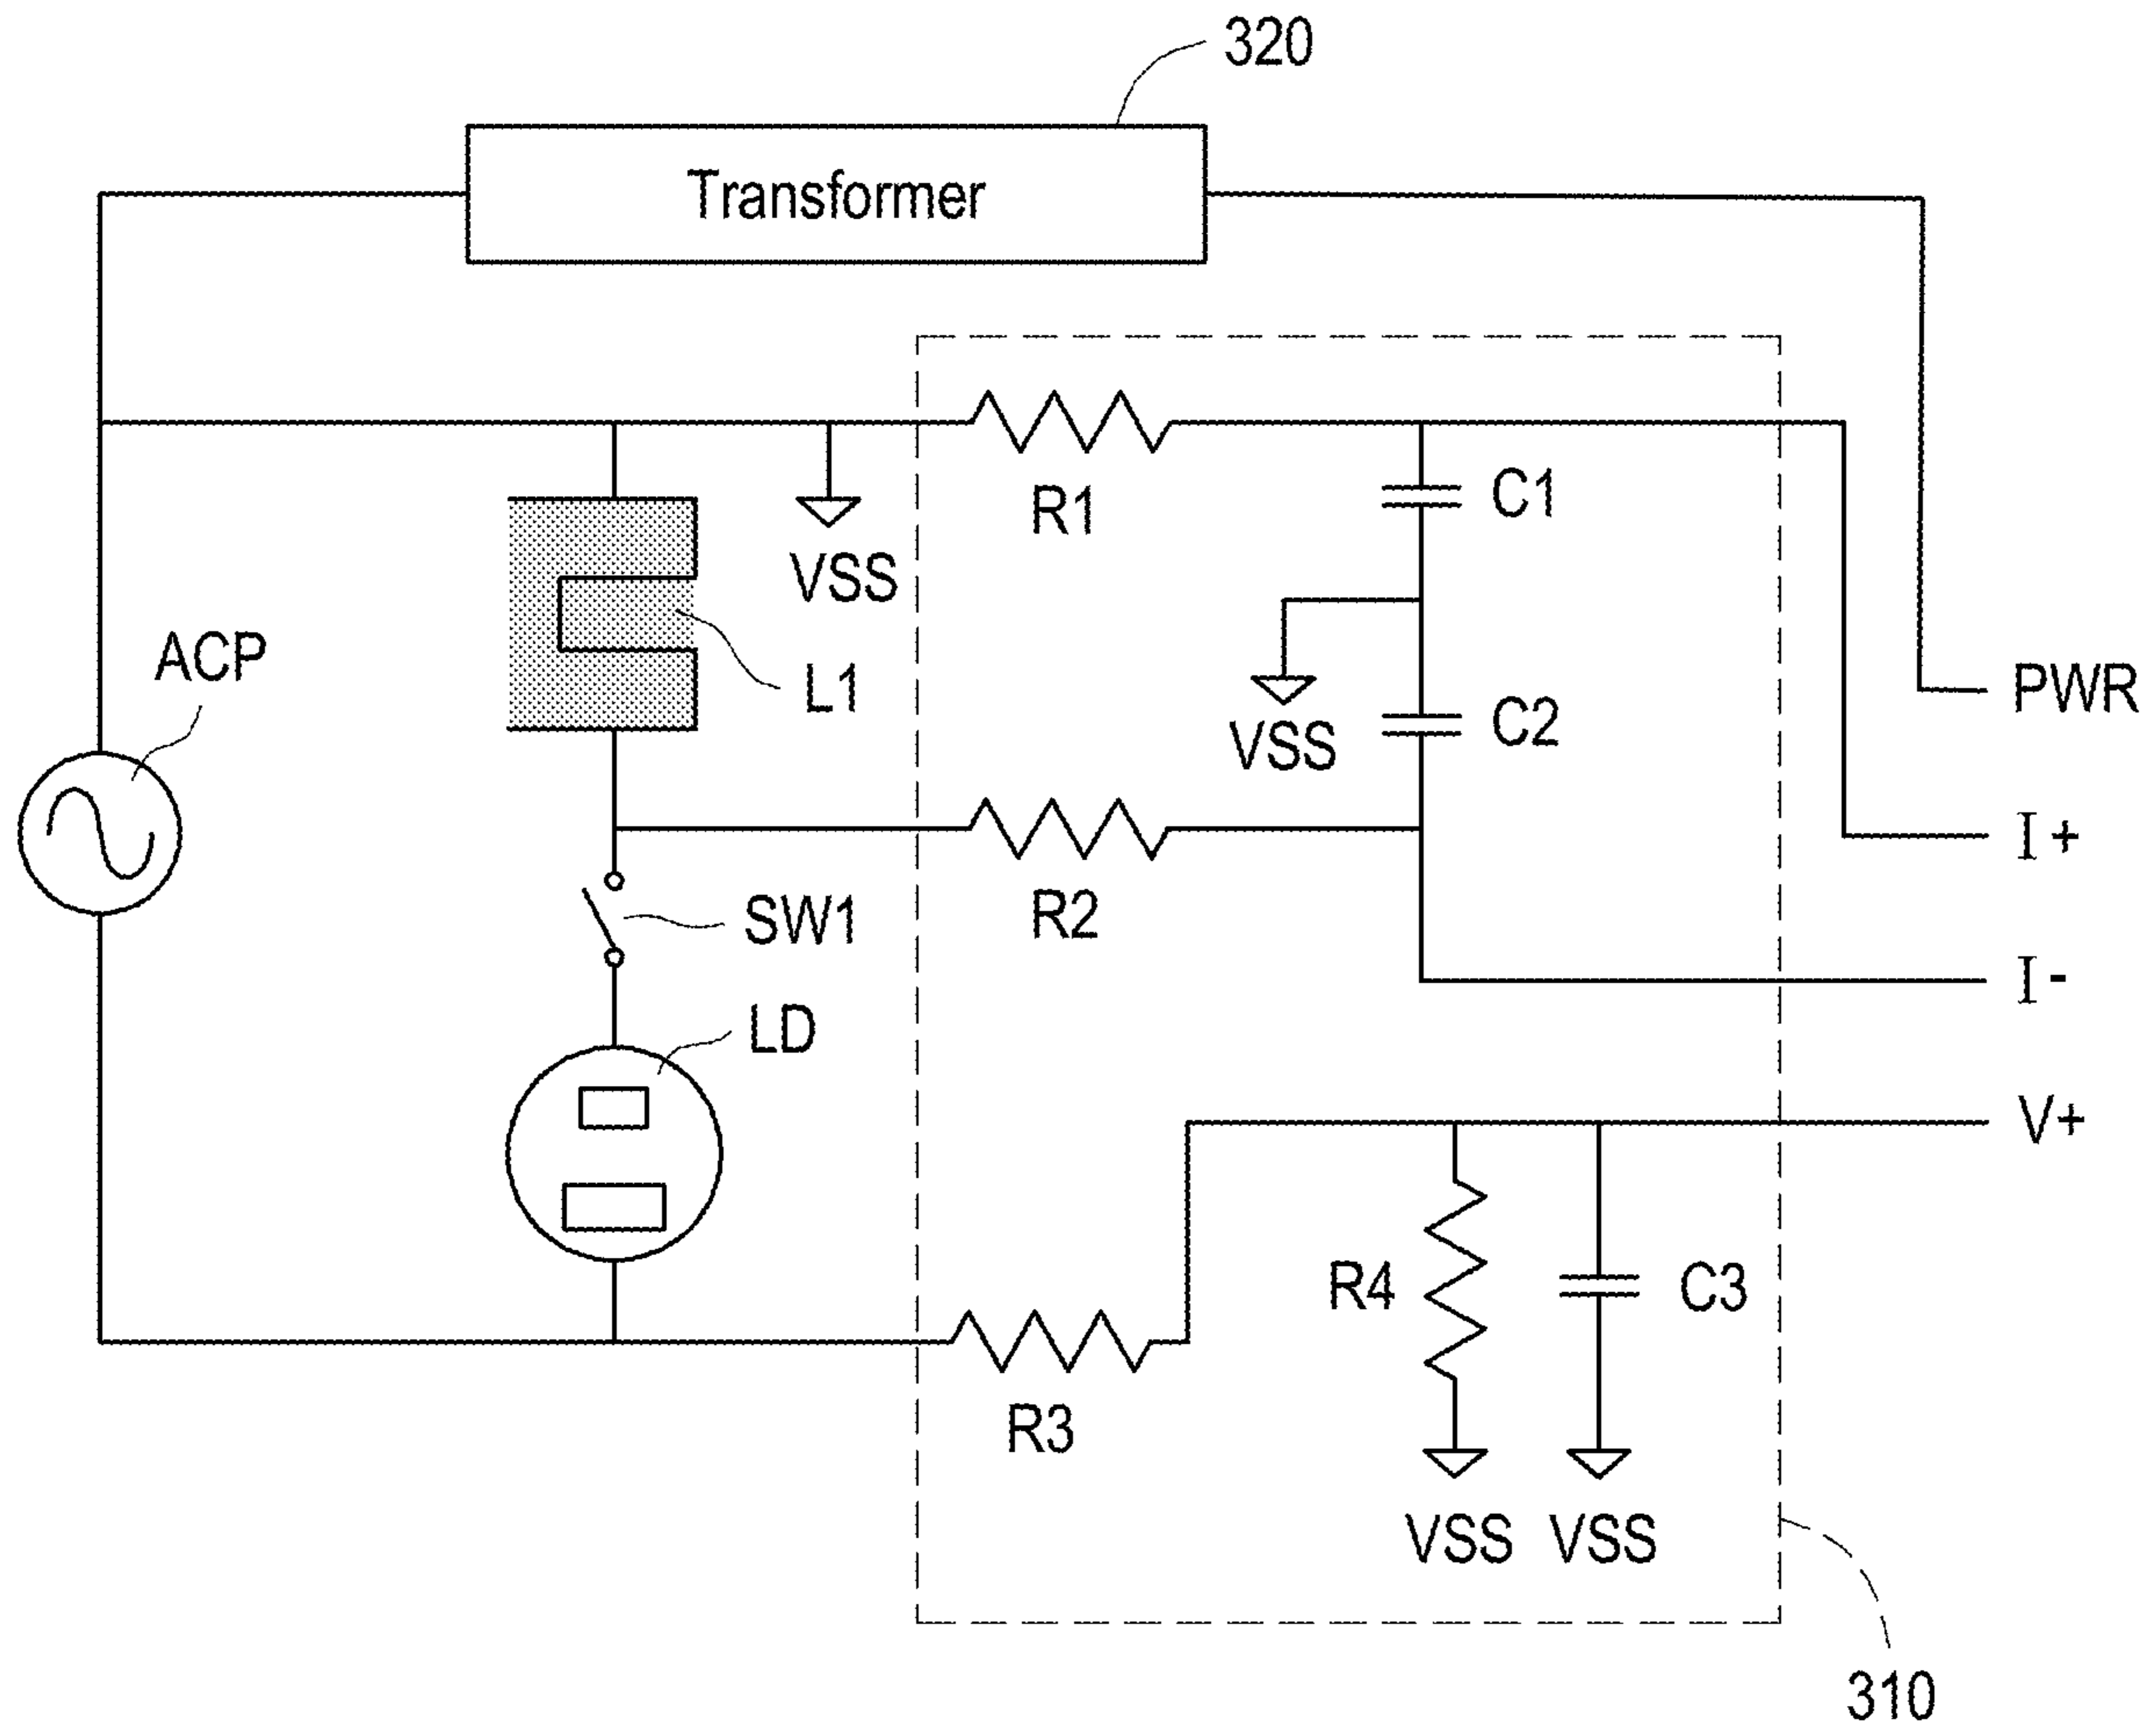 320
Transformer
R1
C1
VSS
ACP
L1
PWR
VSS
C2
I+
SW1
R2
I-
LD
V+
R4
C3
R3
VSS
VSS
310